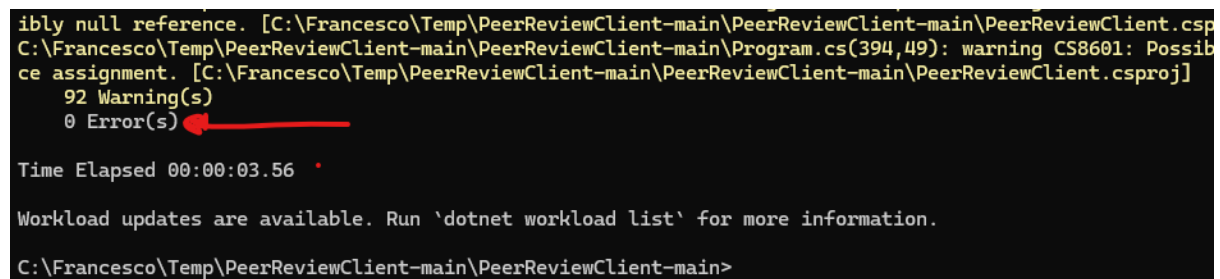 ibly null reference. [C:\Francesco\Temp\PeerReviewClient-main\PeerReviewClient-main\PeerReviewClient.csp
C:\Francesco\Temp\PeerReviewClient-main\PeerReviewClient-main\Program.cs(394,49): warning CS8601: Possib
ce assignment. [C:\Francesco\Temp\PeerReviewClient-main\PeerReviewClient-main\PeerReviewClient.csproj]
    92 Warning(s)
    0 Error(s)
Time Elapsed 00:00:03.56
Workload updates are available. Run `dotnet workload list` for more information.
C:\Francesco\Temp\PeerReviewClient-main\PeerReviewClient-main>